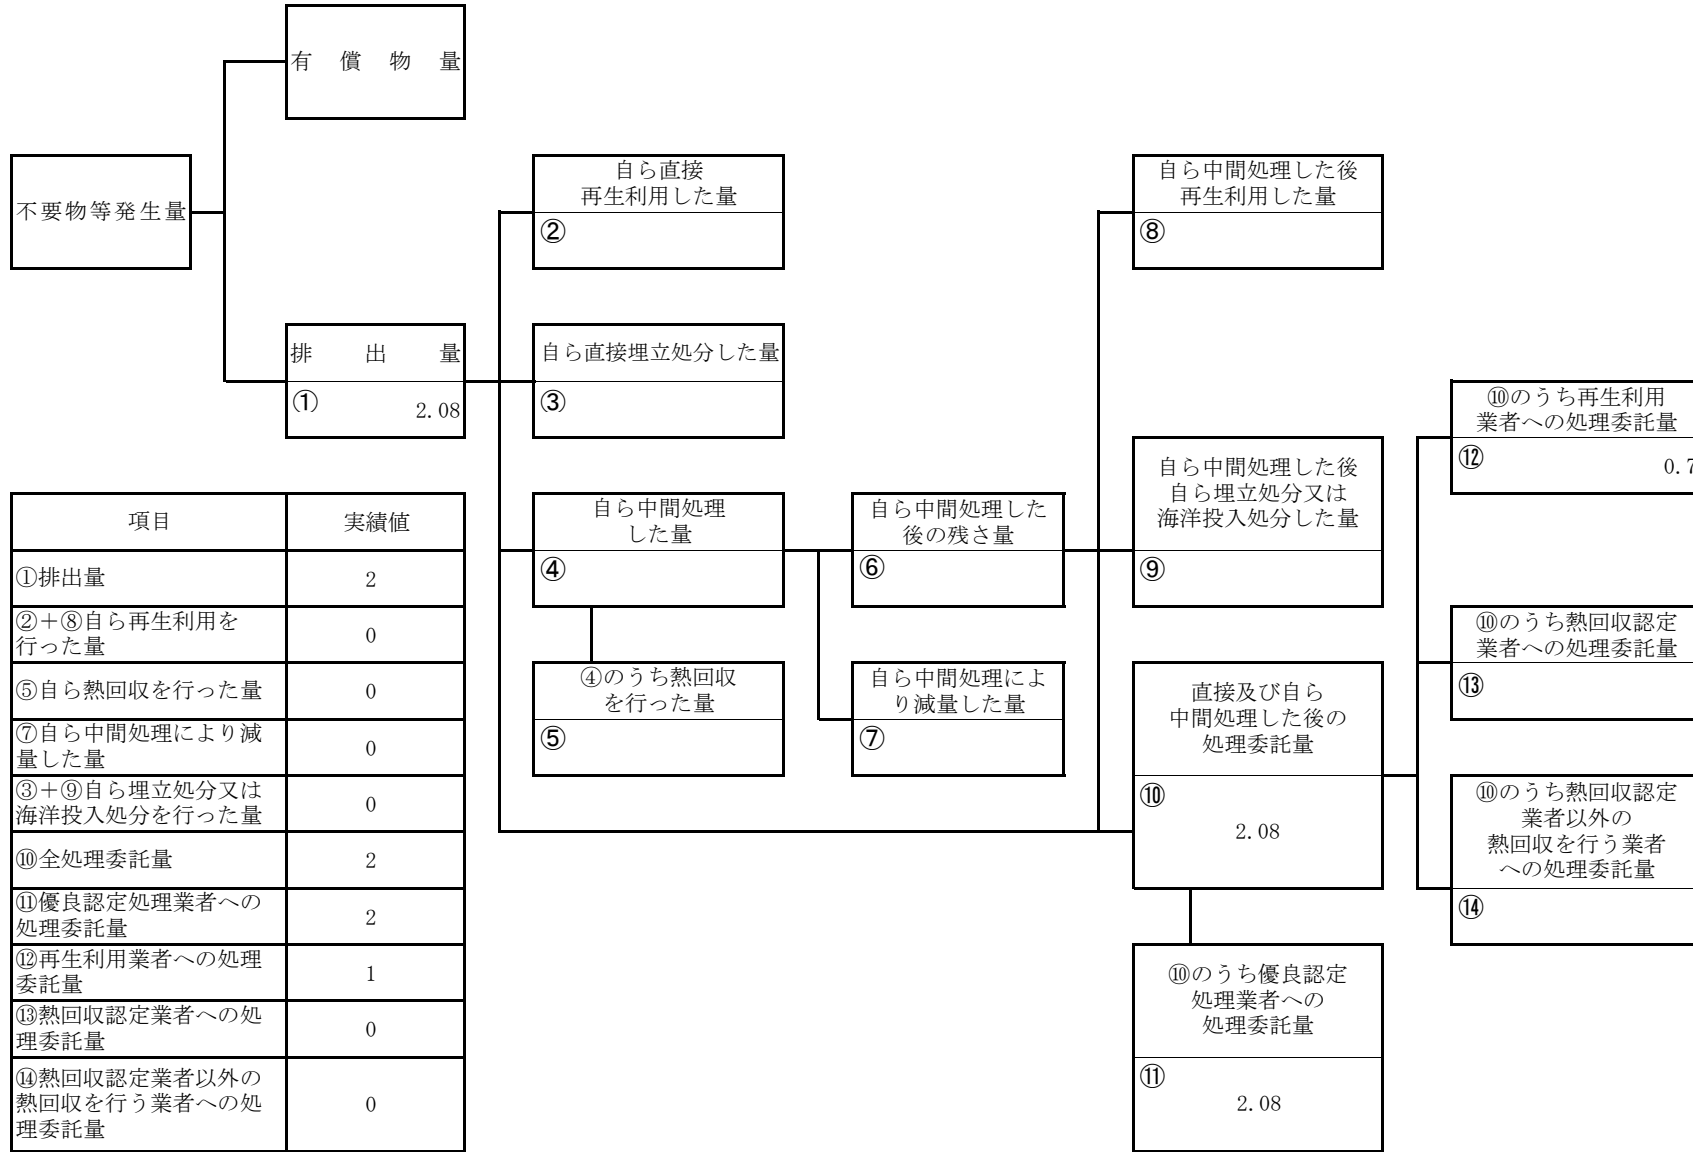 有償物量
不要物等発生量
自ら直接
再生利用した量
②
自ら中間処理した後
再生利用した量
⑧
排出量
① 2.08
自ら直接埋立処分した量
③
⑩のうち再生利用
業者への処理委託量
⑫ 0.7
自ら中間処理
した量
④
自ら中間処理した
後の残さ量
⑥
自ら中間処理した後
自ら埋立処分又は
海洋投入処分した量
⑨
⑩のうち熱回収認定
業者への処理委託量
⑬
④のうち熱回収
を行った量
⑤
自ら中間処理によ
り減量した量
⑦
直接及び自ら
中間処理した後の
処理委託量
⑩
2.08
⑩のうち熱回収認定
業者以外の
熱回収を行う業者
への処理委託量
⑭
⑩のうち優良認定
処理業者への
処理委託量
⑪
2.08
項目 実績値
①排出量 2
②+⑧自ら再生利用を
行った量 0
⑤自ら熱回収を行った量 0
⑦自ら中間処理により減
量した量 0
③+⑨自ら埋立処分又は
海洋投入処分を行った量 0
⑩全処理委託量 2
⑪優良認定処理業者への
処理委託量 2
⑫再生利用業者への処理
委託量 1
⑬熱回収認定業者への処
理委託量 0
⑭熱回収認定業者以外の
熱回収を行う業者への処
理委託量 0